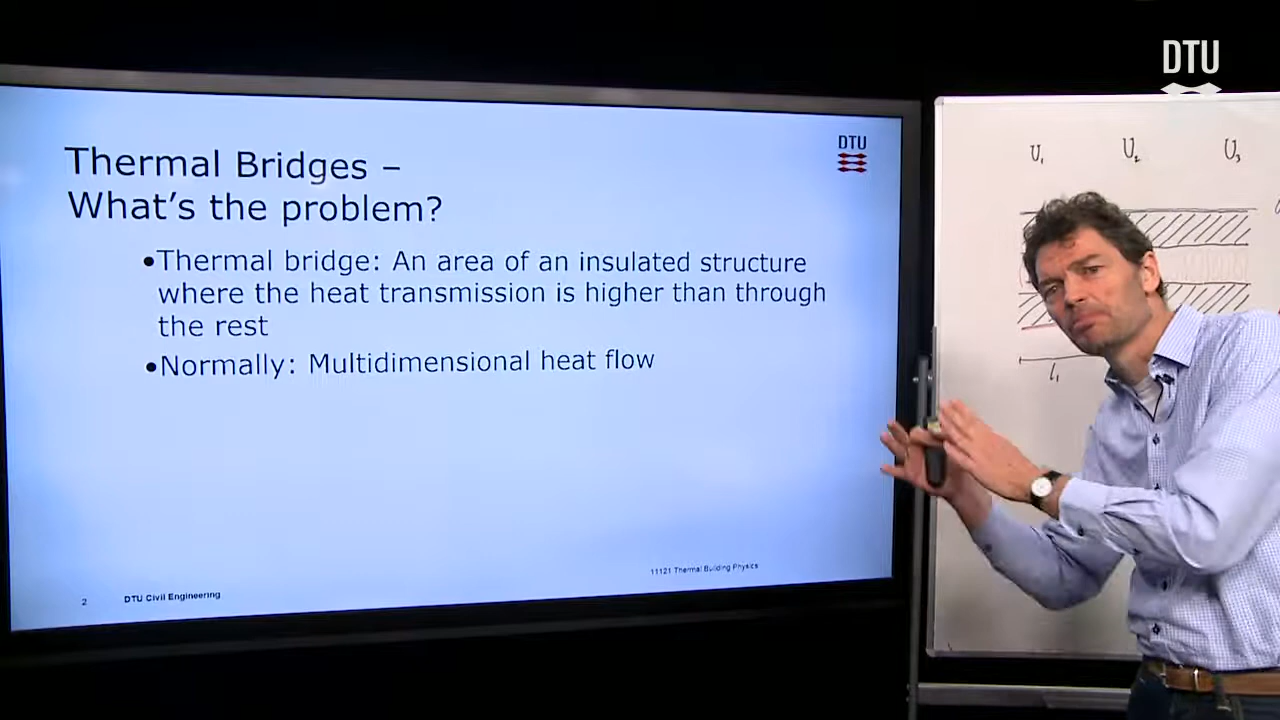 DTU
DTU
Thermal Bridges –
What's the problem?
•Thermal bridge: An area of an insulated structure
where the heat transmission is higher than through
the rest
•Normally: Multidimensional heat flow
2 DTU Civil Engineering 11121 Thermal Building Physics
U₁ U₂ U₃
l₁